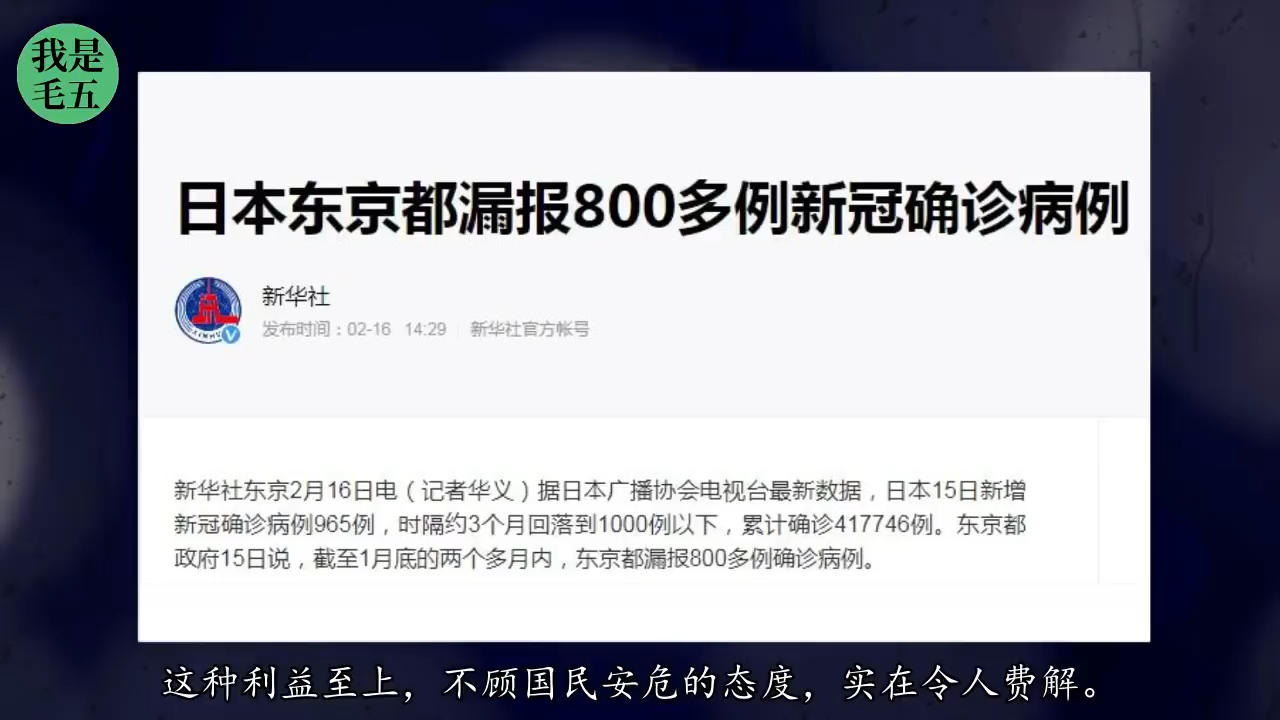 我是
毛五
日本东京都漏报800多例新冠确诊病例
新华社
发布时间：02-16 14:29 新华社官方帐号
新华社东京2月16日电（记者华义）据日本广播协会电视台最新数据，日本15日新增
新冠确诊病例965例，时隔约3个月回落到1000例以下，累计确诊417746例。东京都
政府15日说，截至1月底的两个多月内，东京都漏报800多例确诊病例。
这种利益至上，不顾国民安危的态度，实在令人费解。